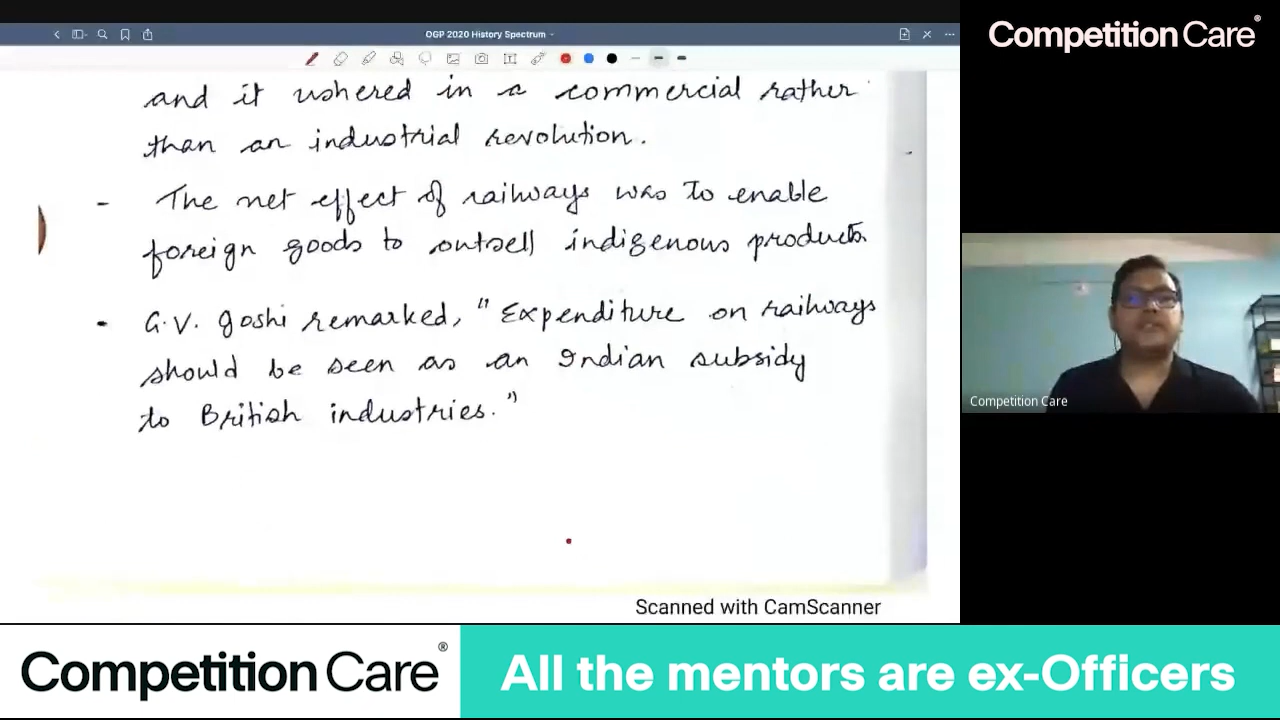 OGP 2020 History Spectrum
Competition Care®
and it ushered in a commercial rather
than an industrial revolution.
- The net effect of railways was to enable
foreign goods to outsell indigenous products
- G.V. Joshi remarked, "Expenditure on railways
should be seen as an Indian subsidy
to British industries."
Competition Care
Scanned with CamScanner
Competition Care®
All the mentors are ex-Officers